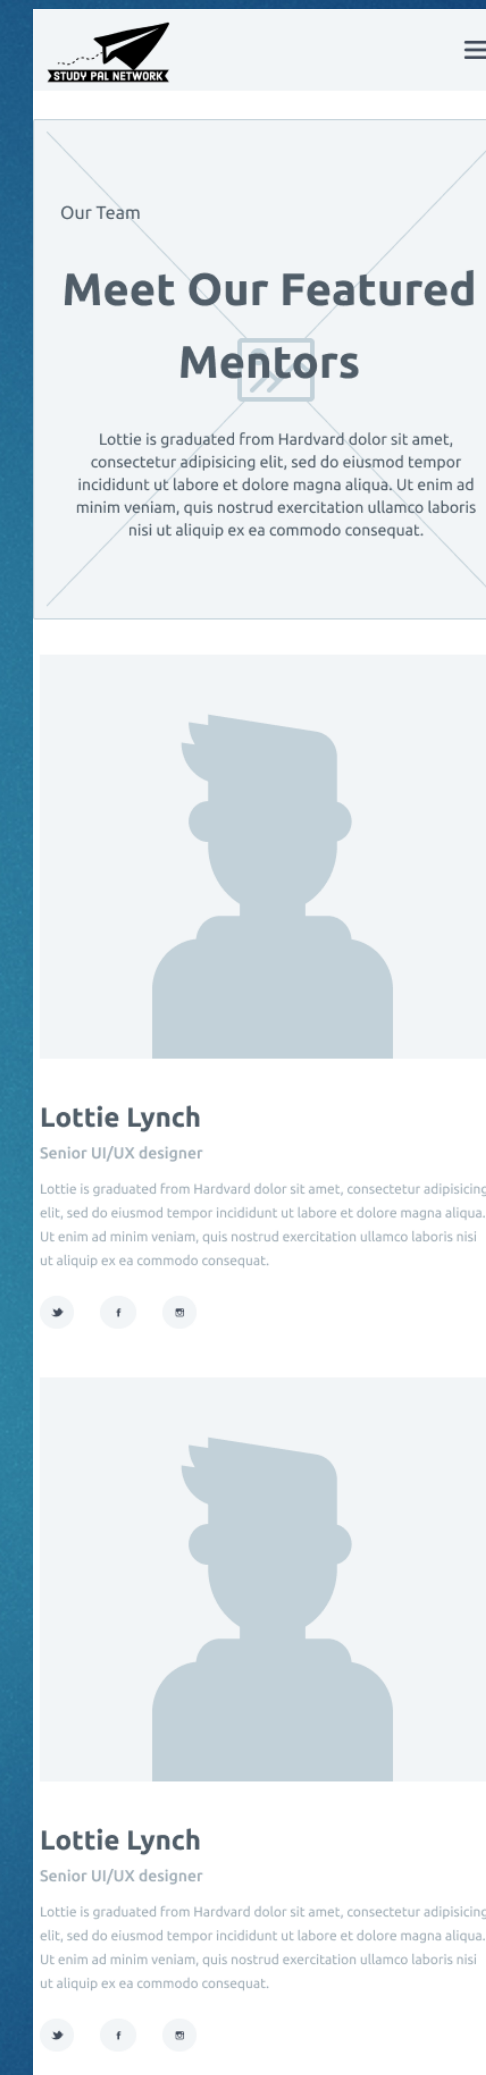 STUDY PAL NETWORK
Our Team
Meet Our Featured
Mentors
Lottie is graduated from Hardvard dolor sit amet,
consectetur adipisicing elit, sed do eiusmod tempor
incididunt ut labore et dolore magna aliqua. Ut enim ad
minim veniam, quis nostrud exercitation ullamco laboris
nisi ut aliquip ex ea commodo consequat.
Lottie Lynch
Senior UI/UX designer
Lottie is graduated from Hardvard dolor sit amet, consectetur adipisicing
elit, sed do eiusmod tempor incididunt ut labore et dolore magna aliqua.
Ut enim ad minim veniam, quis nostrud exercitation ullamco laboris nisi
ut aliquip ex ea commodo consequat.
Lottie Lynch
Senior UI/UX designer
Lottie is graduated from Hardvard dolor sit amet, consectetur adipisicing
elit, sed do eiusmod tempor incididunt ut labore et dolore magna aliqua.
Ut enim ad minim veniam, quis nostrud exercitation ullamco laboris nisi
ut aliquip ex ea commodo consequat.